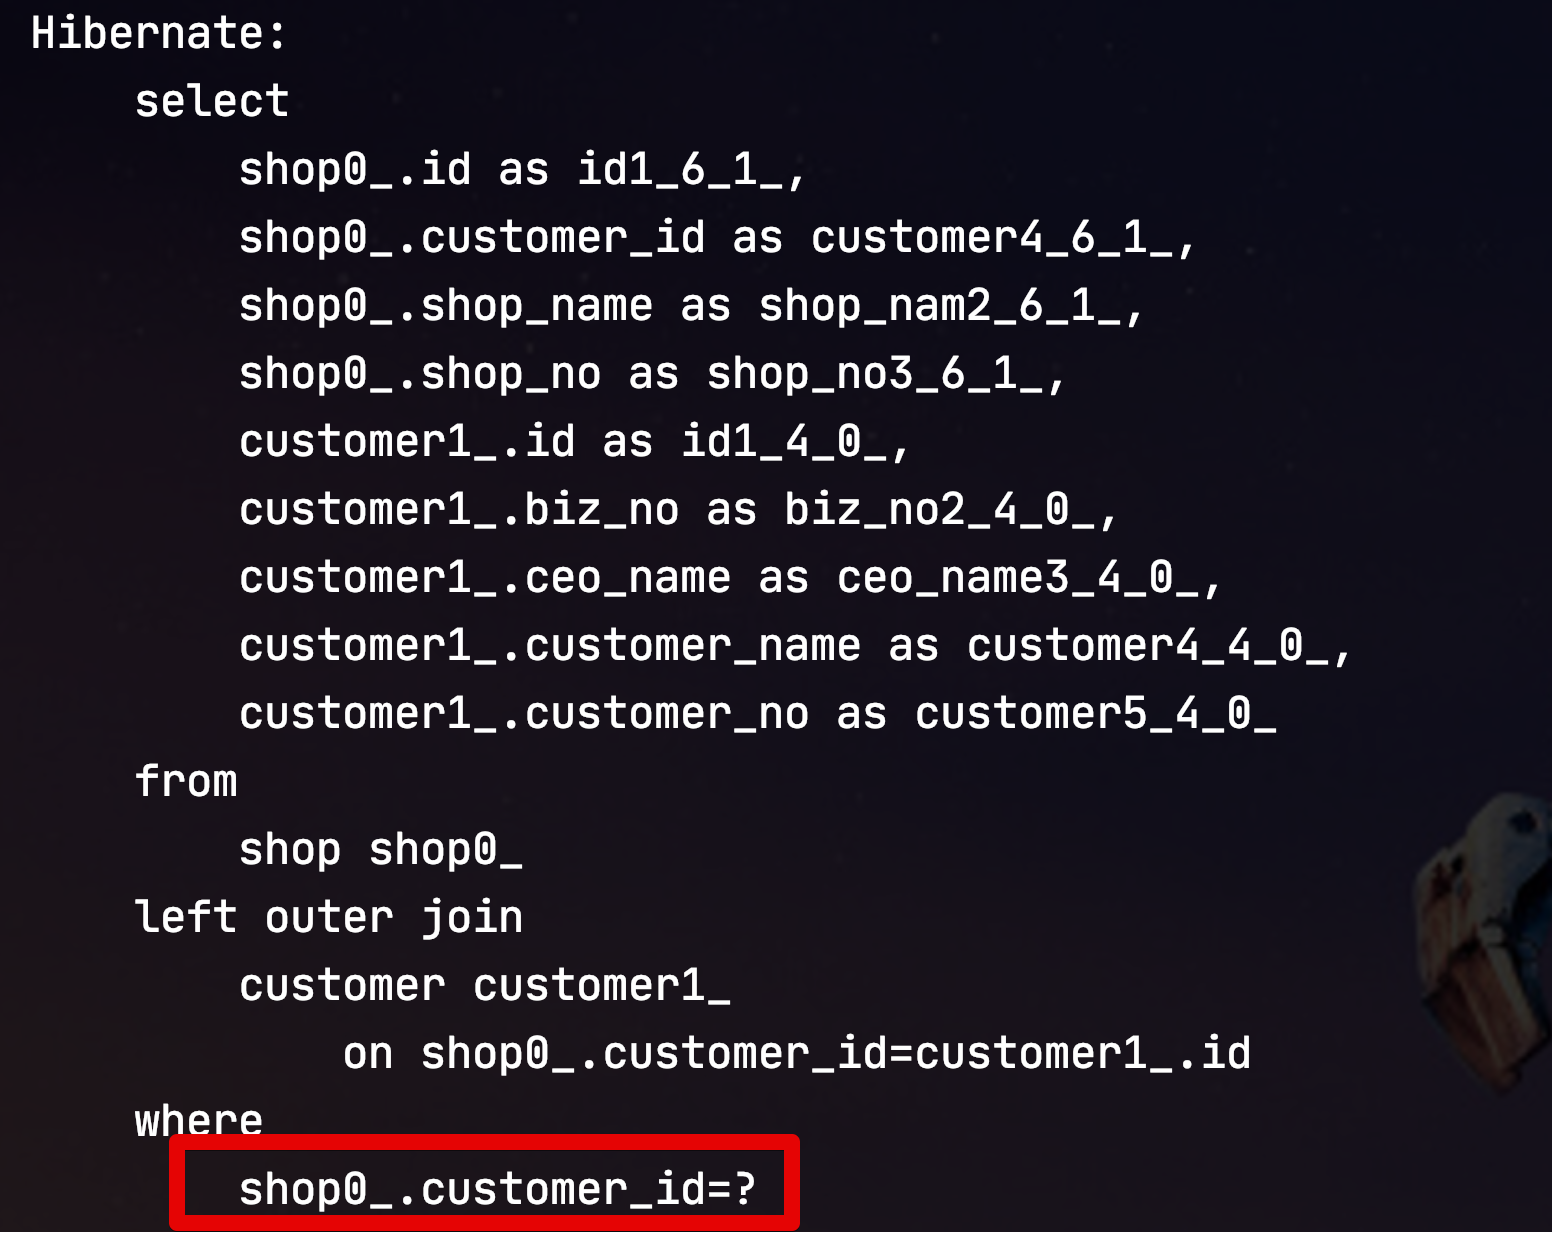 Hibernate:
select
shop0_.id as id1_6_1_,
shop0_.customer_id as customer4_6_1_,
shop0_.shop_name as shop_nam2_6_1_,
shop0_.shop_no as shop_no3_6_1_,
customer1_.id as id1_4_0_,
customer1_.biz_no as biz_no2_4_0_,
customer1_.ceo_name as ceo_name3_4_0_,
customer1_.customer_name as customer4_4_0_,
customer1_.customer_no as customer5_4_0_
from
shop shop0_
left outer join
customer customer1_
on shop0_.customer_id=customer1_.id
where
shop0_.customer_id=?